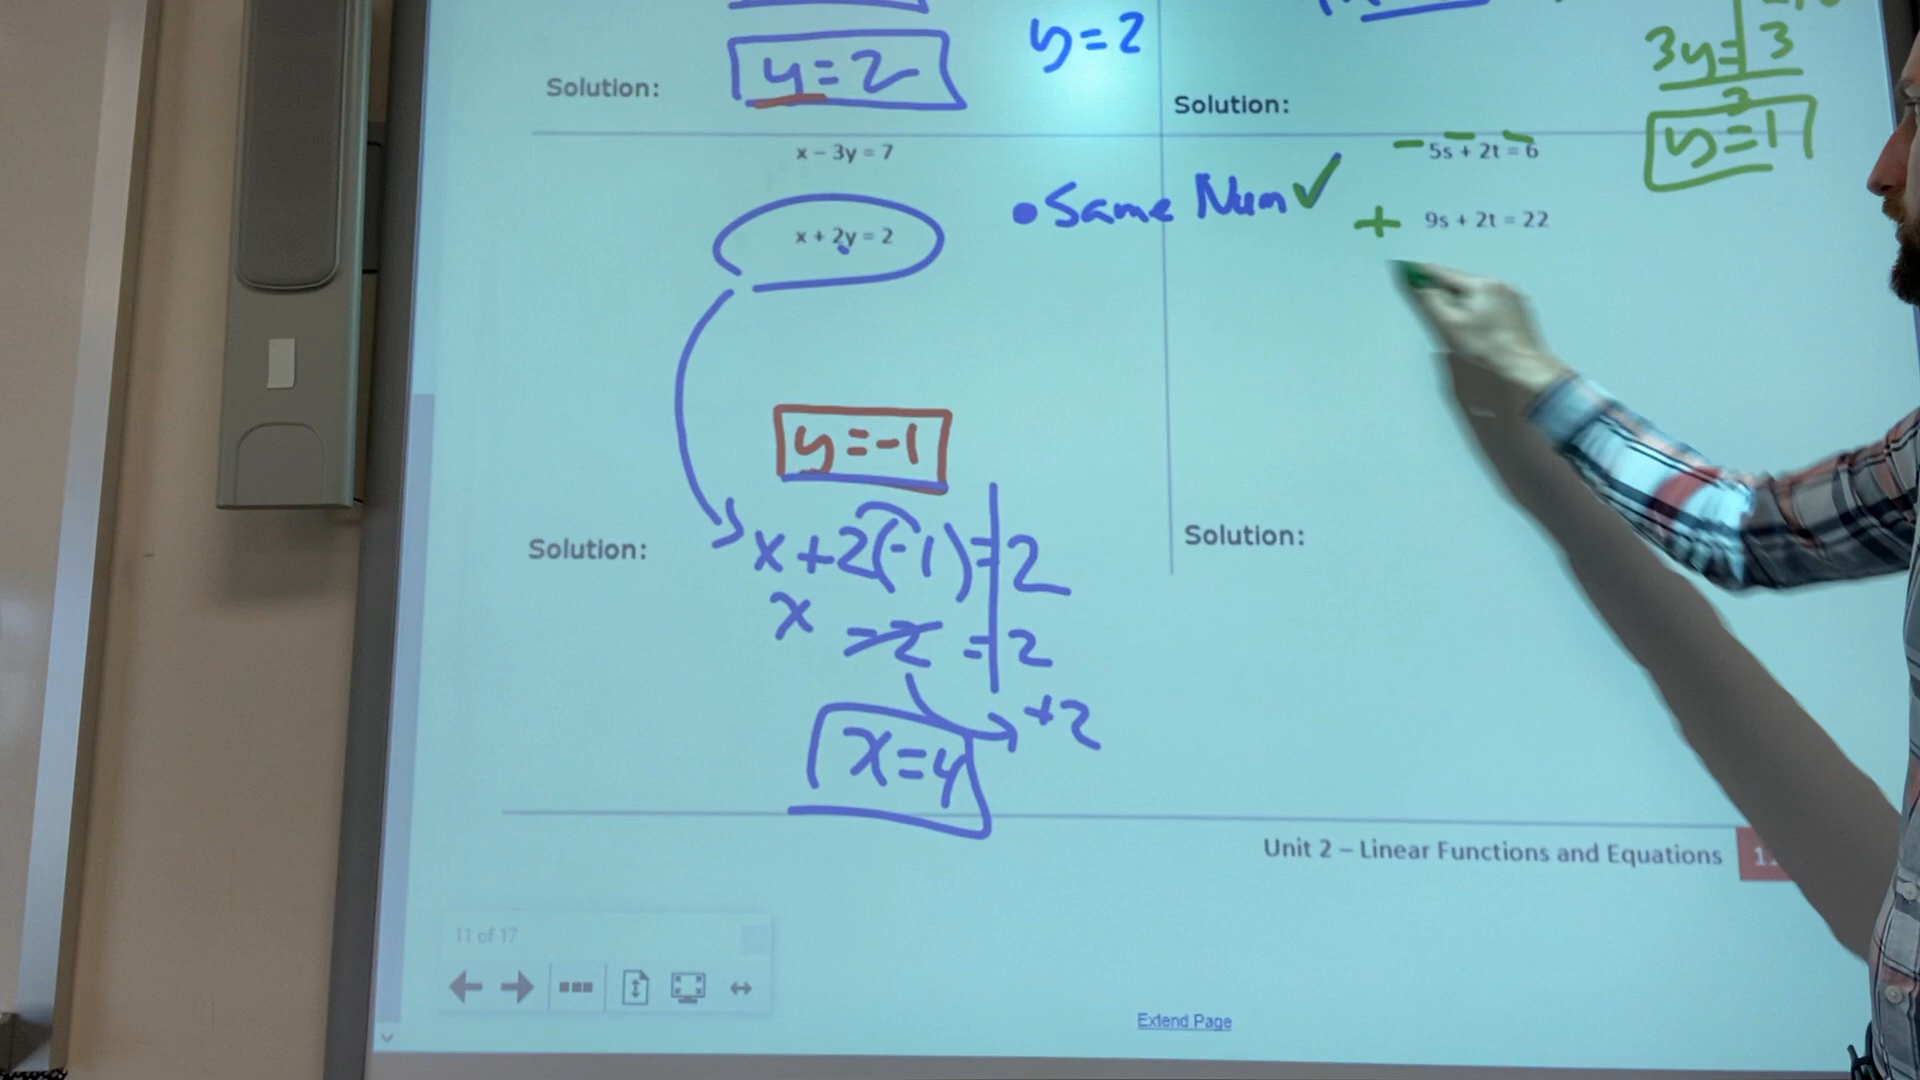 y=2
y=2
Solution:
3y= 3
3
y=1
Solution:
x – 3y = 7
x + 2y = 2
• Same Num ✓
– 5s + 2t = 6
+ 9s + 2t = 22
y=-1
x+2(-1)=2
x -2 =2
+2
x=4
Solution:
Solution:
Unit 2 – Linear Functions and Equations
11 of 17
Extend Page